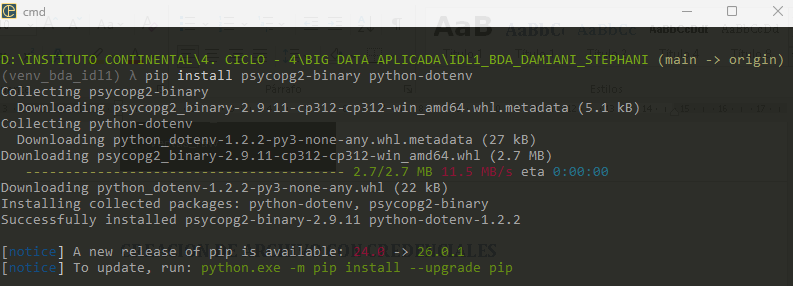 cmd
D:\INSTITUTO CONTINENTAL\4. CICLO - 4\BIG DATA APLICADA\IDL1_BDA_DAMIANI_STEPHANI (main -> origin)
(venv_bda_idl1) λ pip install psycopg2-binary python-dotenv
Collecting psycopg2-binary
  Downloading psycopg2_binary-2.9.11-cp312-cp312-win_amd64.whl.metadata (5.1 kB)
Collecting python-dotenv
  Downloading python_dotenv-1.2.2-py3-none-any.whl.metadata (27 kB)
Downloading psycopg2_binary-2.9.11-cp312-cp312-win_amd64.whl (2.7 MB)
   ---------------------------------------- 2.7/2.7 MB 11.5 MB/s eta 0:00:00
Downloading python_dotenv-1.2.2-py3-none-any.whl (22 kB)
Installing collected packages: python-dotenv, psycopg2-binary
Successfully installed psycopg2-binary-2.9.11 python-dotenv-1.2.2
[notice] A new release of pip is available: -> 26.0.1
[notice] To update, run: python.exe -m pip install --upgrade pip